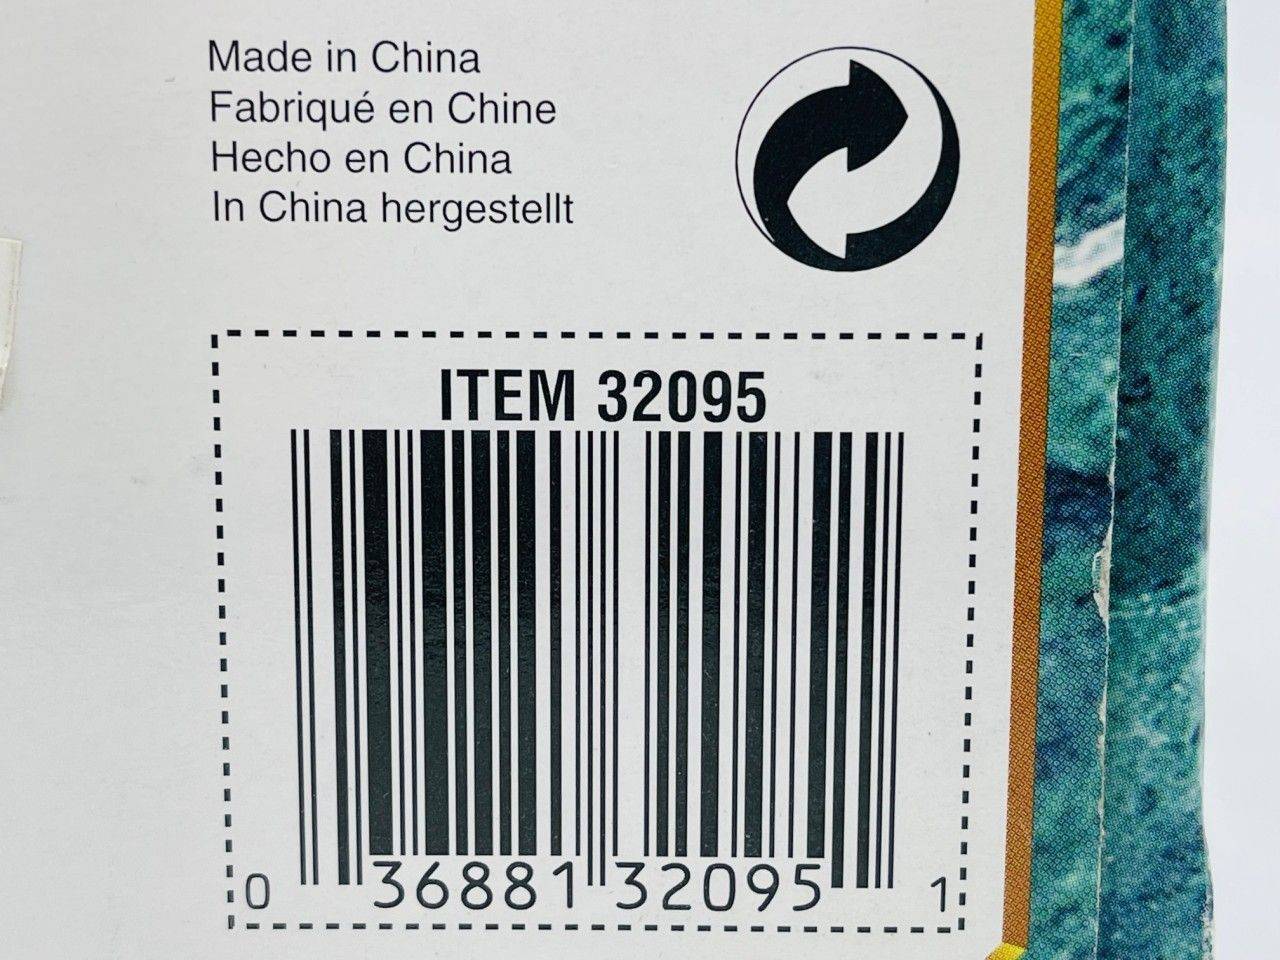 Made in China
Fabriqué en Chine
Hecho en China
In China hergestellt
ITEM 32095
0 36881 32095 1